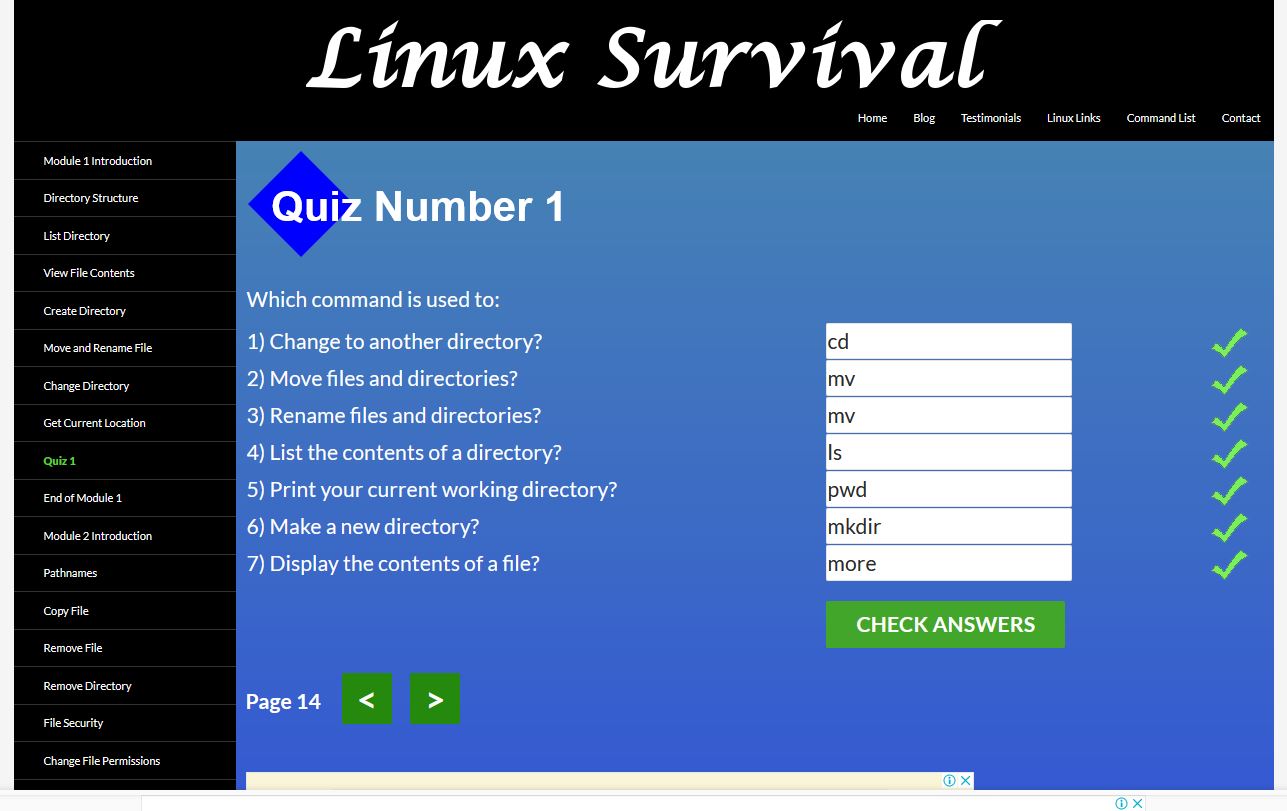 Linux Survival
Home Blog Testimonials Linux Links Command List Contact
Module 1 Introduction
Directory Structure
List Directory
View File Contents
Create Directory
Move and Rename File
Change Directory
Get Current Location
Quiz 1
End of Module 1
Module 2 Introduction
Pathnames
Copy File
Remove File
Remove Directory
File Security
Change File Permissions
Quiz Number 1
Which command is used to:
1) Change to another directory? cd
2) Move files and directories? mv
3) Rename files and directories? mv
4) List the contents of a directory? ls
5) Print your current working directory? pwd
6) Make a new directory? mkdir
7) Display the contents of a file? more
CHECK ANSWERS
Page 14 < >